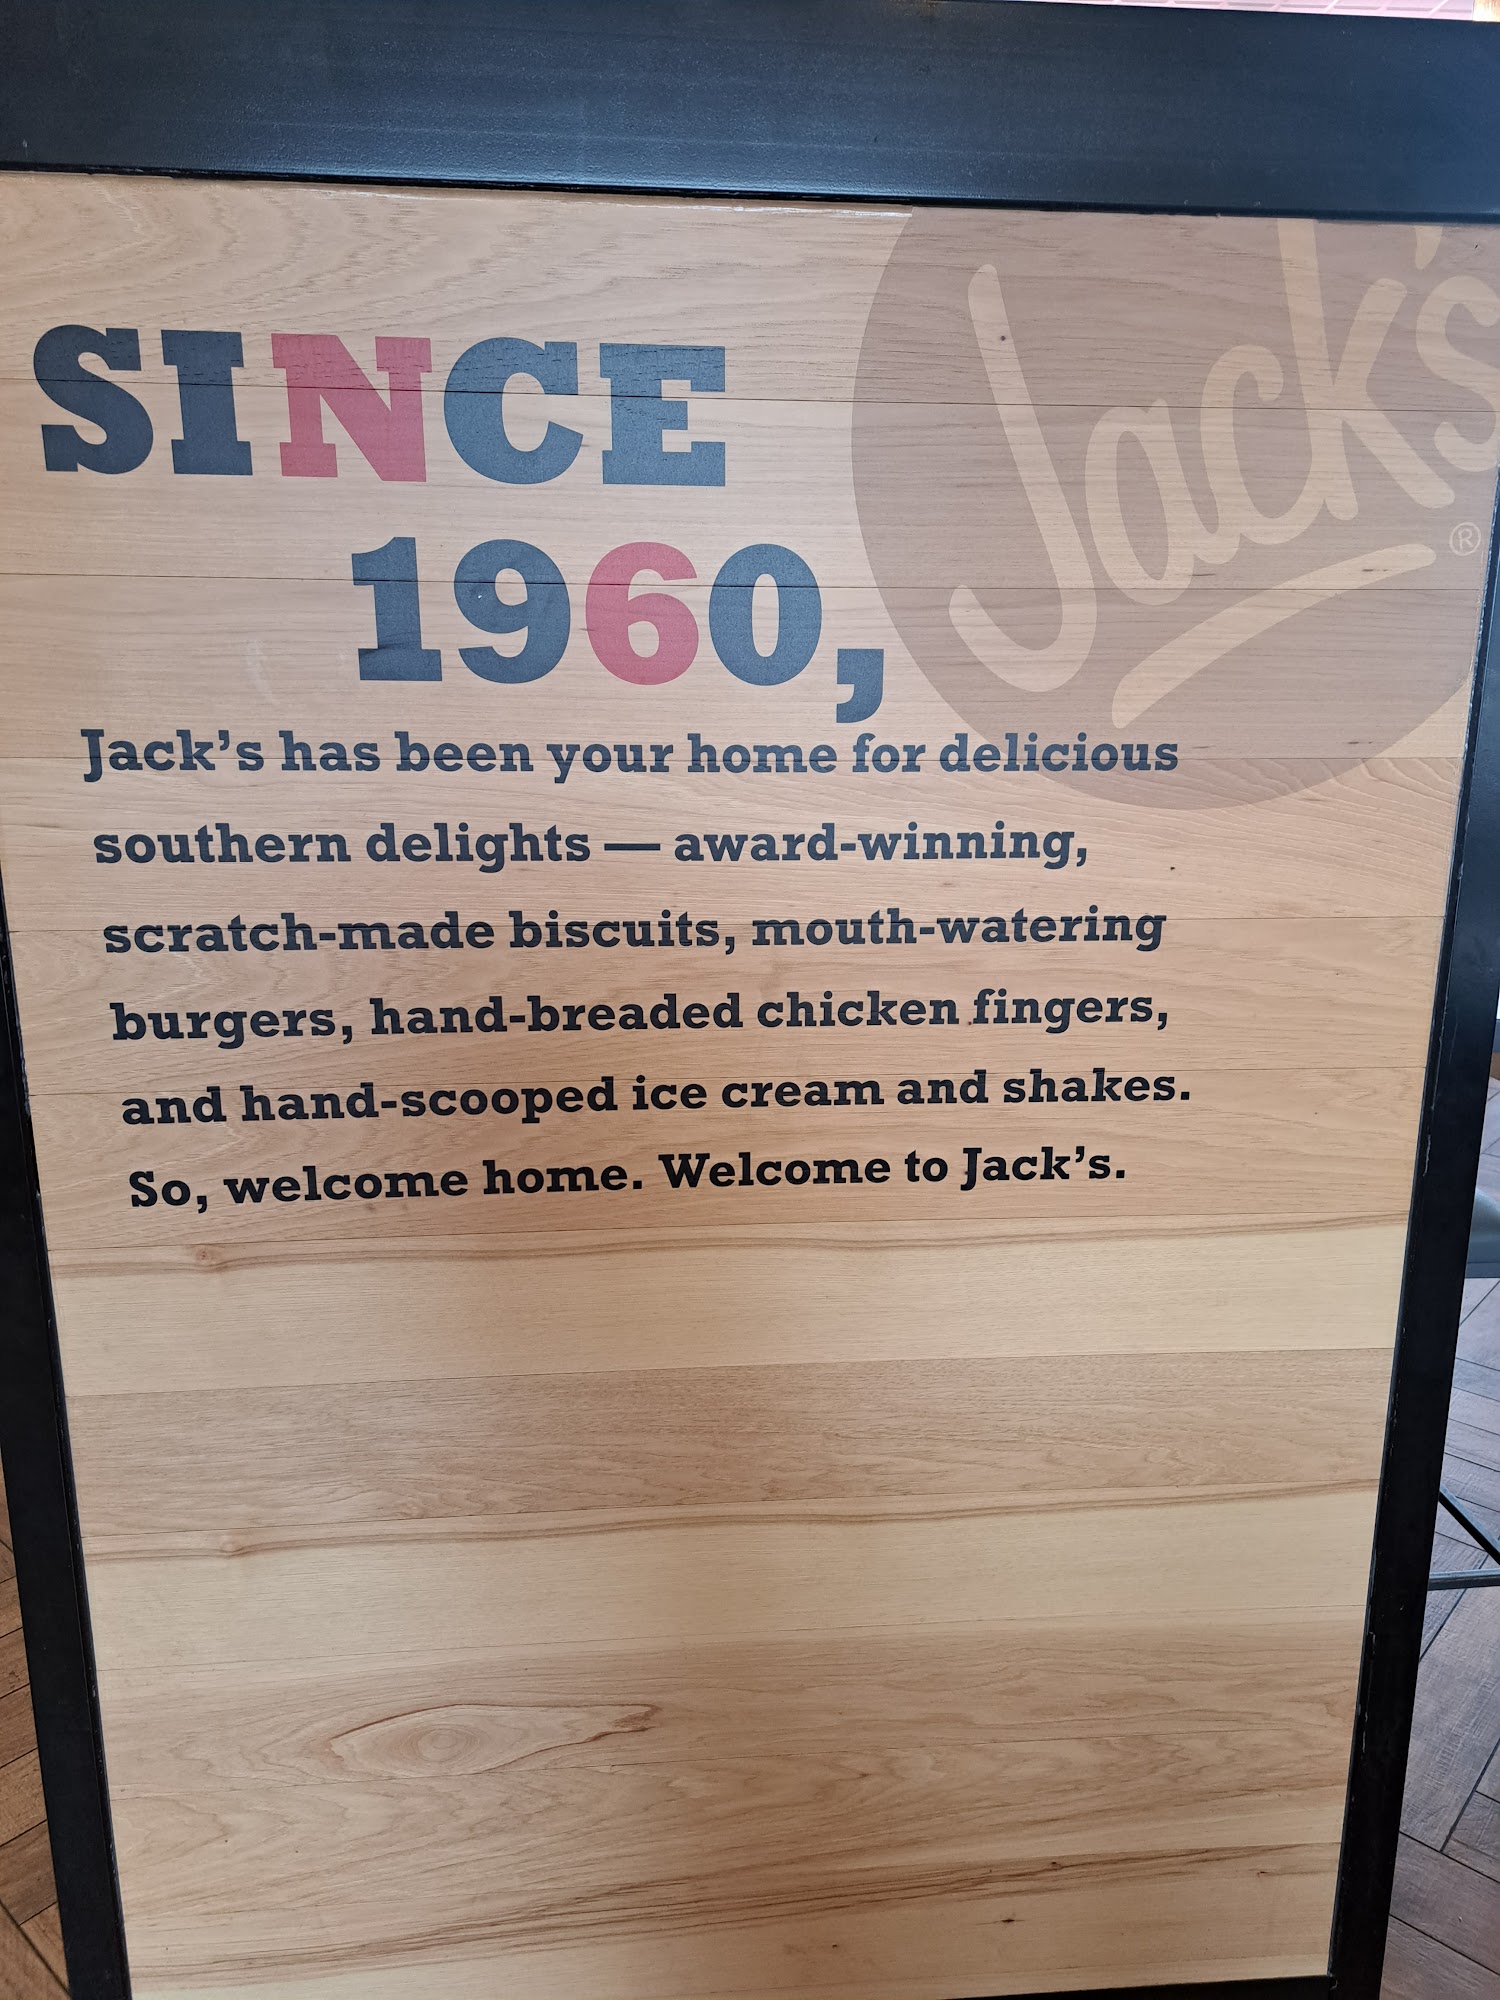 Jack's
®
SINCE
1960,
Jack's has been your home for delicious
southern delights — award-winning,
scratch-made biscuits, mouth-watering
burgers, hand-breaded chicken fingers,
and hand-scooped ice cream and shakes.
So, welcome home. Welcome to Jack's.